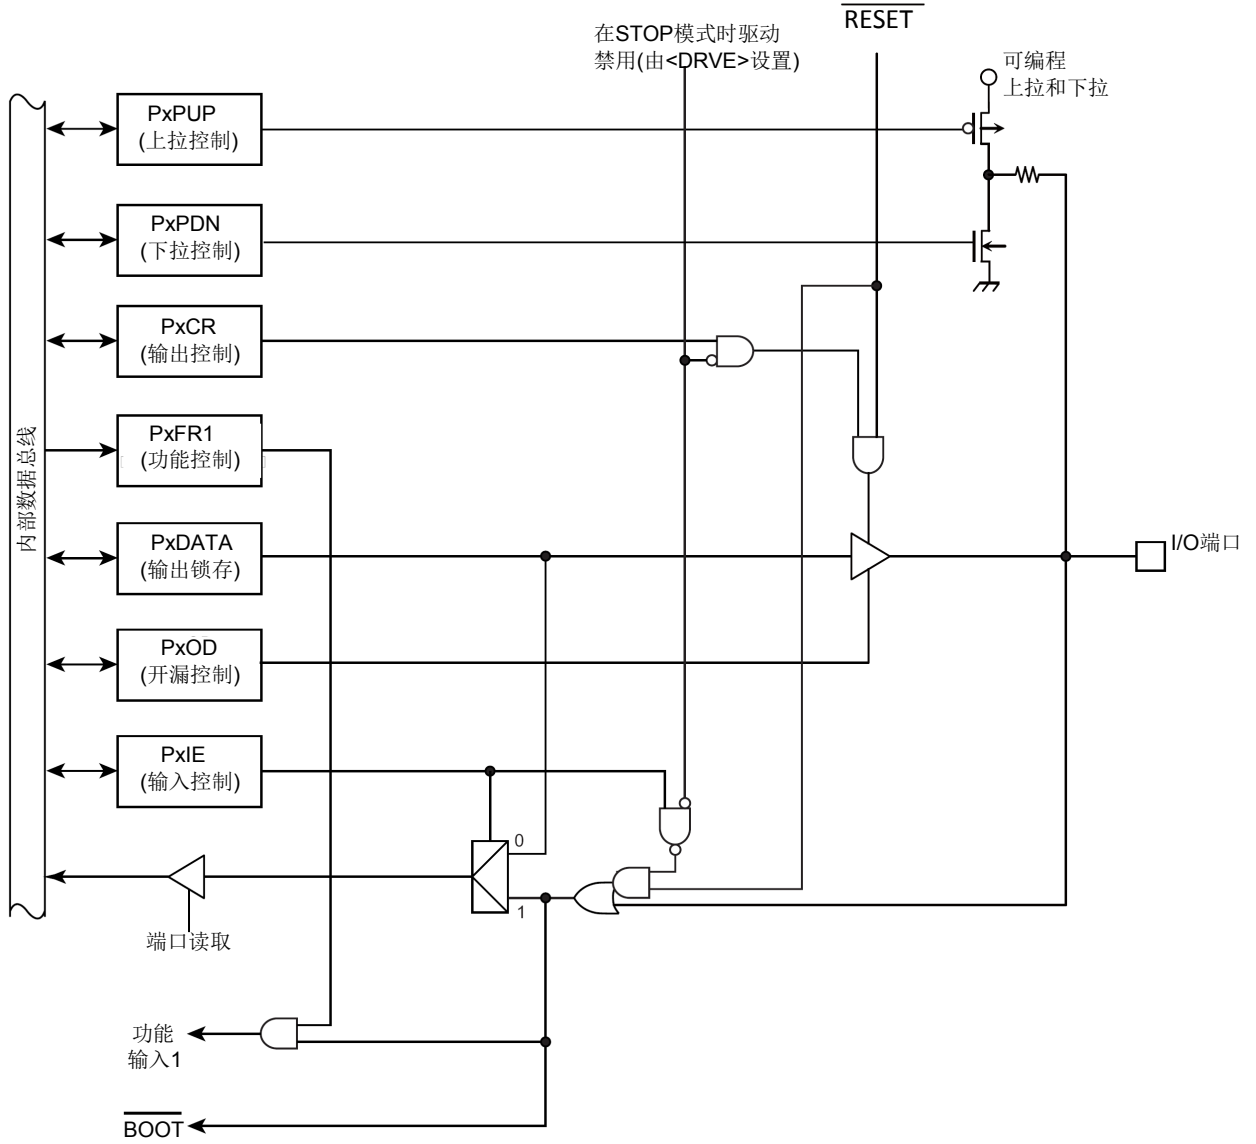 RESET
在STOP模式时驱动
禁用(由<DRVE>设置)
可编程
上拉和下拉
PxPUP
(上拉控制)
PxPDN
(下拉控制)
PxCR
(输出控制)
PxFR1
(功能控制)
内部数据总线
PxDATA
(输出锁存)
I/O端口
PxOD
(开漏控制)
PxIE
(输入控制)
0
1
端口读取
功能
输入1
BOOT